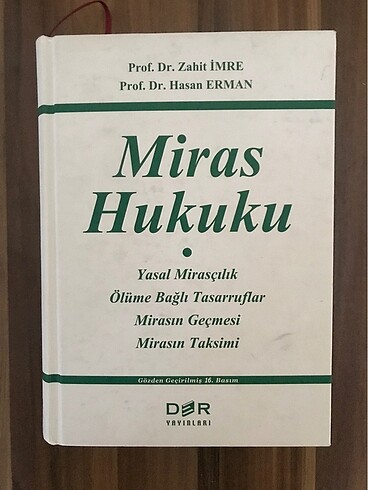 Prof. Dr. Zahit İMRE
Prof. Dr. Hasan ERMAN
Miras
Hukuku
•
Yasal Mirasçılık
Ölüme Bağlı Tasarruflar
Mirasın Geçmesi
Mirasın Taksimi
Gözden Geçirilmiş 16. Basım
DER
YAYINLARI